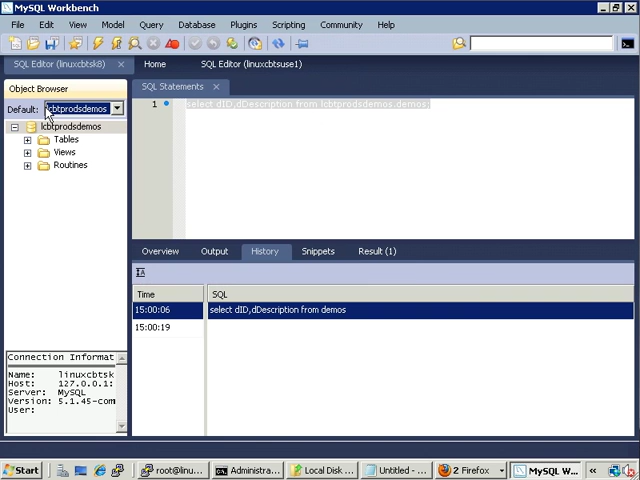 MySQL Workbench
File Edit View Model Query Database Plugins Scripting Community Help
SQL Editor (linuxcbtsk8) Home SQL Editor (linuxcbtsuse1)
Object Browser
Default: lcbtprodsdemos
lcbtprodsdemos
Tables
Views
Routines
SQL Statements
1 select dID,dDescription from lcbtprodsdemos.demos;
Overview Output History Snippets Result (1)
Time SQL
15:00:06 select dID,dDescription from demos
15:00:19
Connection Informat
Name: linuxcbtsk
Host: 127.0.0.1:
Server: MySQL
Version: 5.1.45-com
User:
Start root@linu... Administra... Local Disk ... Untitled - ... 2 Firefox MySQL W...